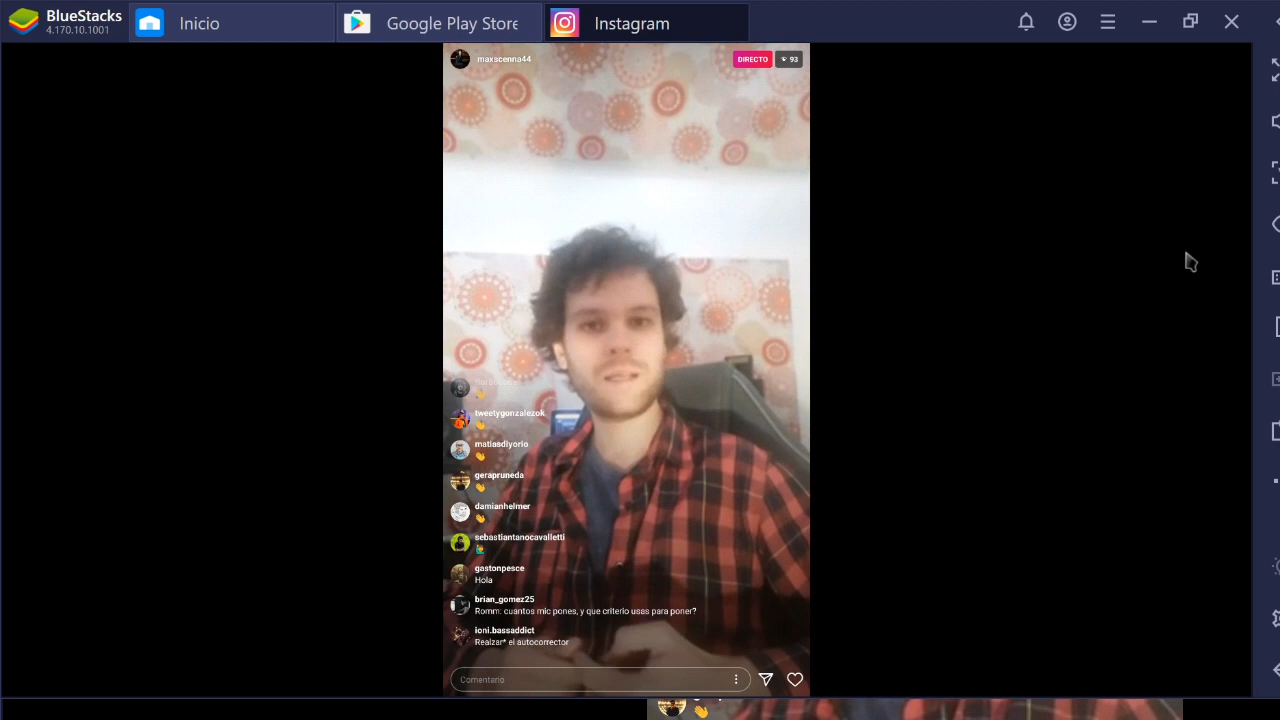 BlueStacks
4.170.10.1001
Inicio
Google Play Store
Instagram
maxscenna44
DIRECTO
93
tweetygonzalezok
matiasdiyorio
gerapruneda
damianhelmer
sebastiantanocavalletti
gastonpesce
Hola
brian_gomez25
Romm: cuantos mic pones, y que criterio usas para poner?
ioni.bassaddict
Realzar* el autocorrector
Comentario